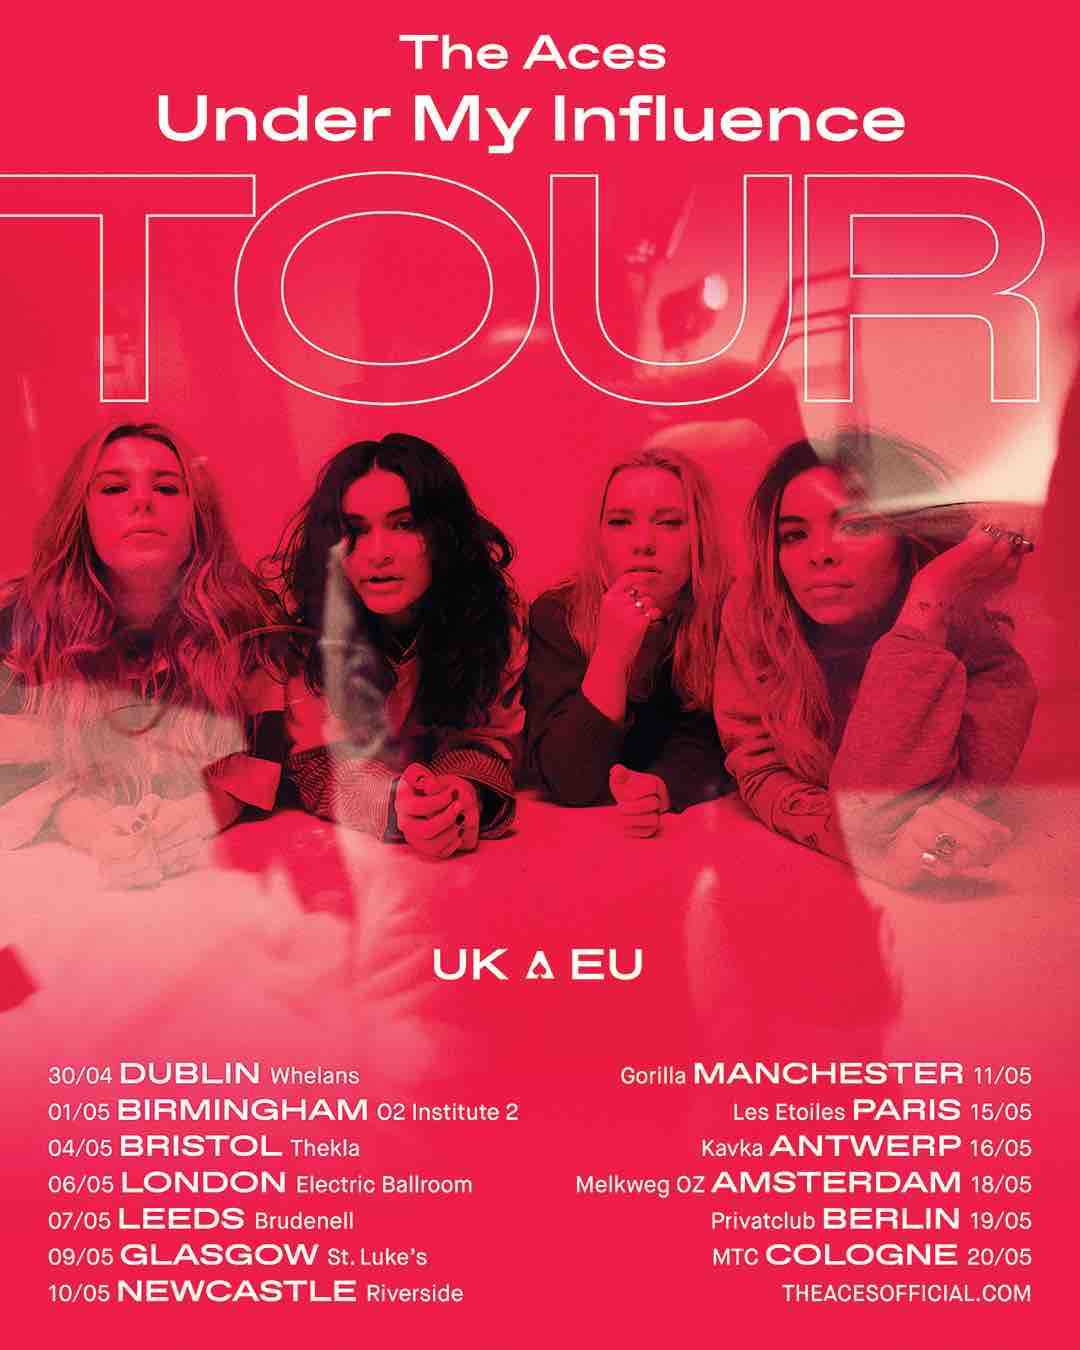 The Aces
Under My Influence
TOUR
UK EU
30/04 DUBLIN Whelans
01/05 BIRMINGHAM O2 Institute 2
04/05 BRISTOL Thekla
06/05 LONDON Electric Ballroom
07/05 LEEDS Brudenell
09/05 GLASGOW St. Luke's
10/05 NEWCASTLE Riverside
Gorilla MANCHESTER 11/05
Les Etoiles PARIS 15/05
Kavka ANTWERP 16/05
Melkweg OZ AMSTERDAM 18/05
Privatclub BERLIN 19/05
MTC COLOGNE 20/05
THEACESOFFICIAL.COM